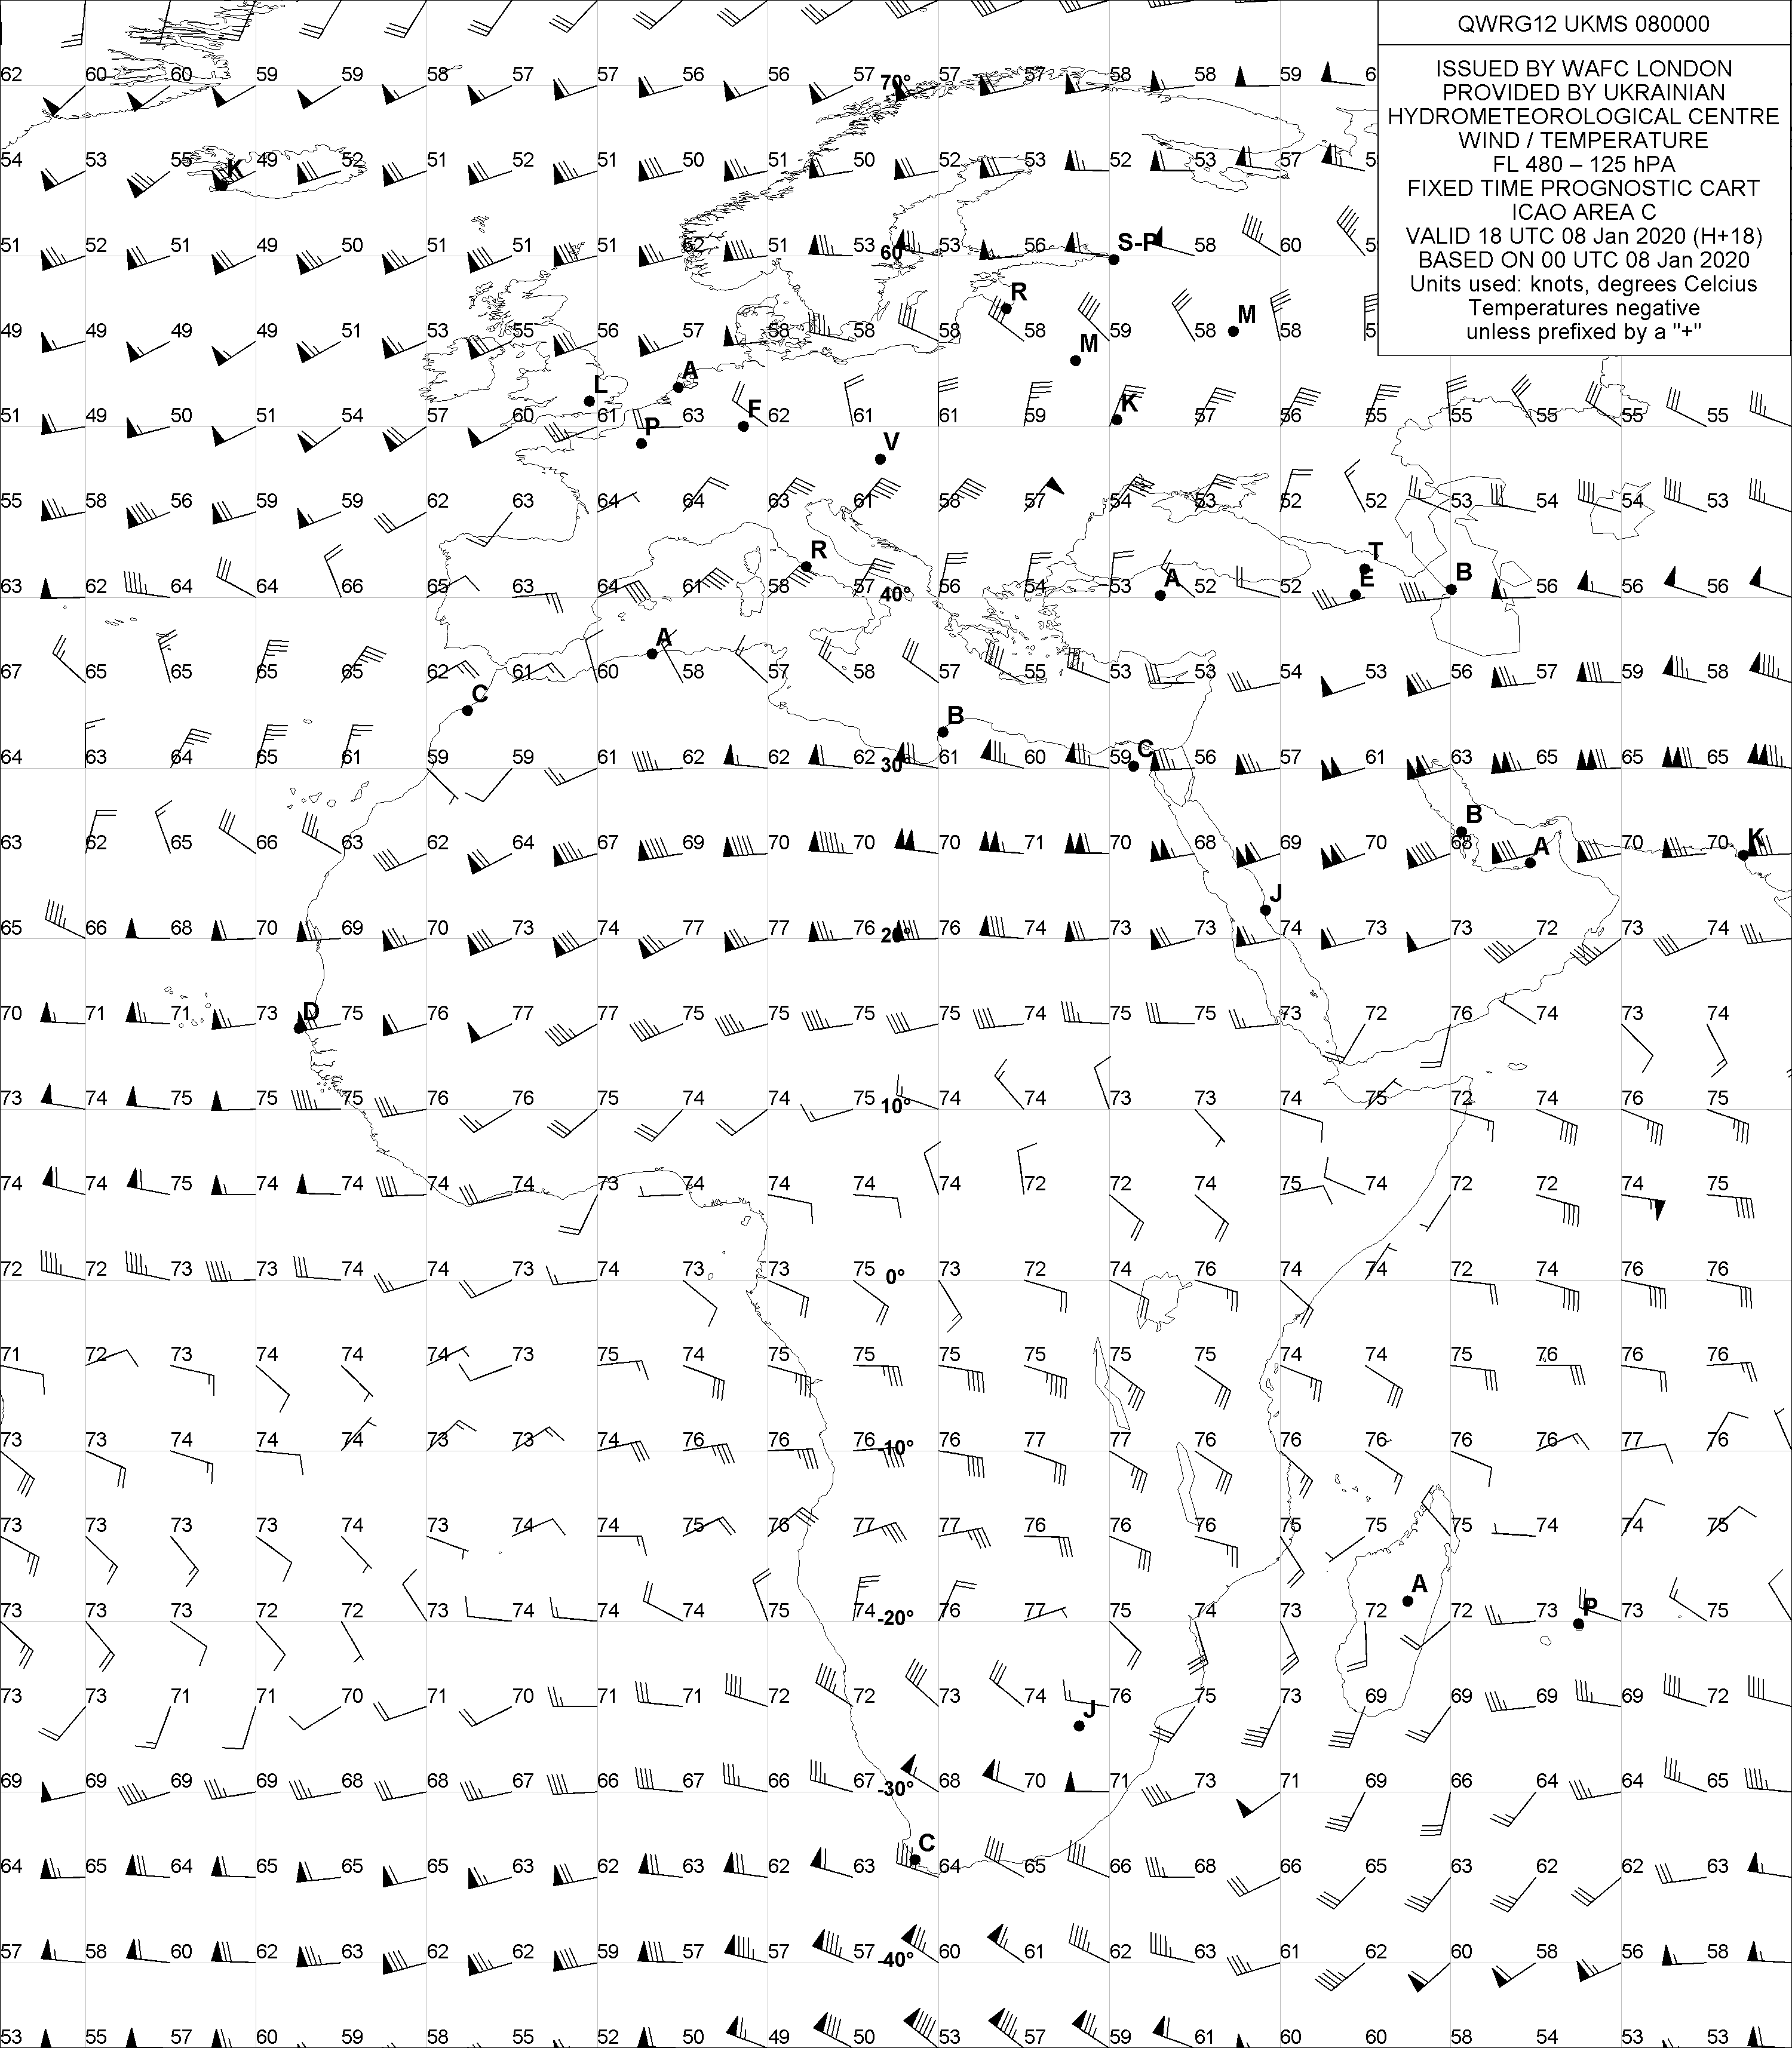 QWRG12 UKMS 080000
ISSUED BY WAFC LONDON
PROVIDED BY UKRAINIAN
HYDROMETEOROLOGICAL CENTRE
WIND / TEMPERATURE
FL 480 – 125 hPA
FIXED TIME PROGNOSTIC CART
ICAO AREA C
VALID 18 UTC 08 Jan 2020 (H+18)
BASED ON 00 UTC 08 Jan 2020
Units used: knots, degrees Celcius
Temperatures negative
unless prefixed by a "+"
62 60 60 59 59 58 57 57 56 56 57 70° 57 57 58 58 59 6
54 53 55 K 49 52 51 52 51 50 51 50 52 53 52 53 57 5
51 52 51 49 50 51 51 51 52 51 53 60° 53 56 S-P 58 60 5
R
49 49 49 49 51 53 55 56 57 58 58 58 58 59 58 M 58 5
M
L A
51 49 50 51 54 57 60 61 P 63 F 62 61 61 59 K 57 56 55 55 55 55 55
V
55 58 56 59 59 62 63 64 64 63 61 58 57 54 53 52 52 53 54 54 53
R T
63 62 64 64 66 65 63 64 61 58 57 40° 56 54 53 A 52 52 E B 56 56 56
A
67 65 65 65 65 62 61 60 58 57 58 57 55 53 53 54 53 56 57 59 58
C
B
64 63 64 65 61 59 59 61 62 62 62 30° 61 60 59 C 56 57 61 63 65 65 65
B
63 62 65 66 63 62 64 67 69 70 70 70 71 70 68 69 70 68 A 70 70 K
J
65 66 68 70 69 70 73 74 77 77 76 20° 76 74 73 73 74 73 73 72 73 74
70 71 71 73 D 75 76 77 77 75 75 75 75 74 75 75 73 72 76 74 73 74
73 74 75 75 75 76 76 75 74 74 75 10° 74 74 73 73 74 75 72 74 76 75
74 74 75 74 74 74 74 73 74 74 74 74 72 72 74 75 74 72 72 74 75
72 72 73 73 74 74 73 74 73 73 75 0° 73 72 74 76 74 74 72 74 76 76
71 72 73 74 74 74 73 75 74 75 75 75 75 75 75 74 74 75 76 76 76
73 73 74 74 74 73 73 74 76 76 76 -10° 76 77 77 76 76 76 76 76 77 76
73 73 73 73 74 73 74 74 75 76 77 77 76 76 76 75 75 75 74 74 75
A
73 73 73 72 72 73 74 74 74 75 74 -20° 76 77 75 74 73 72 72 73 P 73 75
73 73 71 71 70 71 70 71 71 72 72 73 74 76 75 73 69 69 69 69 72
J
69 69 69 69 68 68 67 66 67 66 67 -30° 68 70 71 73 71 69 66 64 64 65
C
64 65 64 65 65 65 63 62 63 62 63 64 65 66 68 66 65 63 62 62 63
57 58 60 62 63 62 62 59 57 57 57 -40° 60 61 62 63 61 62 60 58 56 58
53 55 57 60 59 58 55 52 50 49 50 53 57 59 61 60 60 58 54 53 53